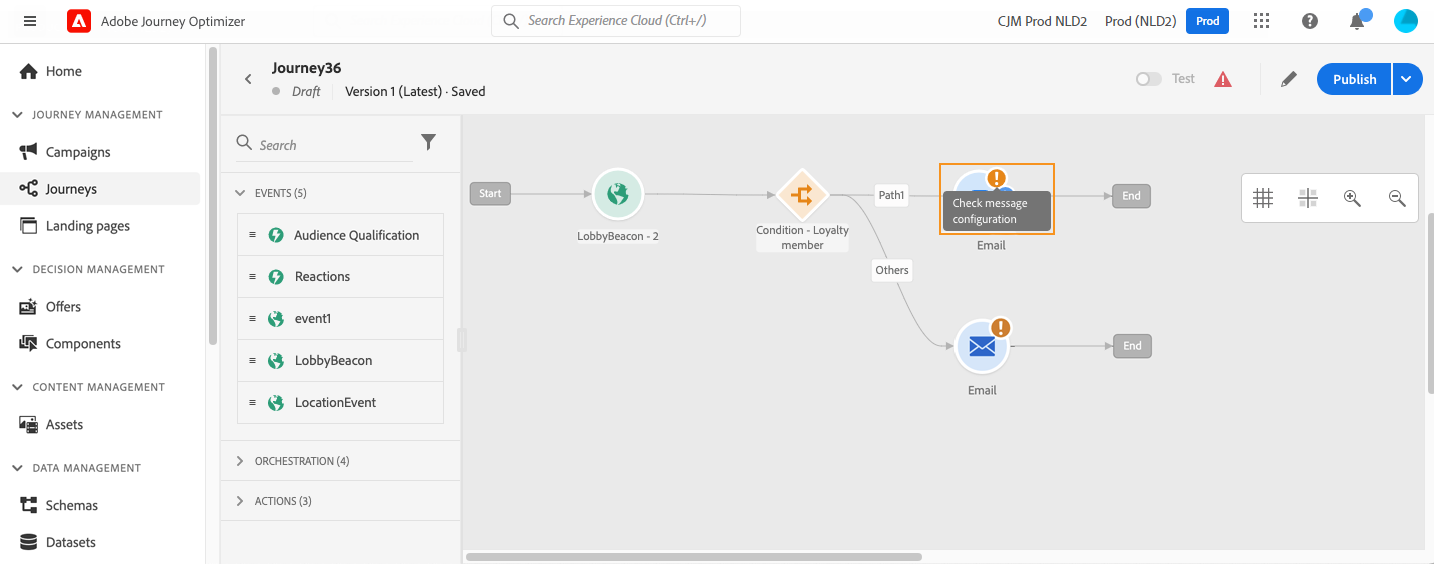 Adobe Journey Optimizer
Search Experience Cloud (Ctrl+/)
CJM Prod NLD2
Prod (NLD2)
Prod
Home
JOURNEY MANAGEMENT
Campaigns
Journeys
Landing pages
DECISION MANAGEMENT
Offers
Components
CONTENT MANAGEMENT
Assets
DATA MANAGEMENT
Schemas
Datasets
Journey36
Draft
Version 1 (Latest) · Saved
Test
Publish
Search
EVENTS (5)
Audience Qualification
Reactions
event1
LobbyBeacon
LocationEvent
ORCHESTRATION (4)
ACTIONS (3)
Start
LobbyBeacon - 2
Condition - Loyalty
member
Path1
Check message
configuration
Email
End
Others
Email
End